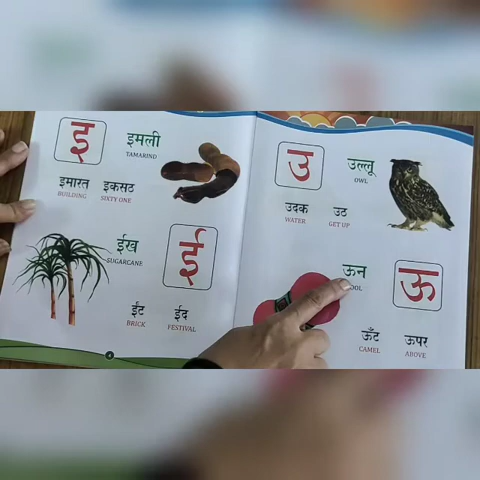 इ
इमली
TAMARIND
इमारत इकसठ
BUILDING SIXTY ONE
ईख
SUGARCANE
ई
ईंट ईद
BRICK FESTIVAL
उ
उल्लू
OWL
उदक उठ
WATER GET UP
ऊन
OOL
ऊ
ऊँट ऊपर
CAMEL ABOVE